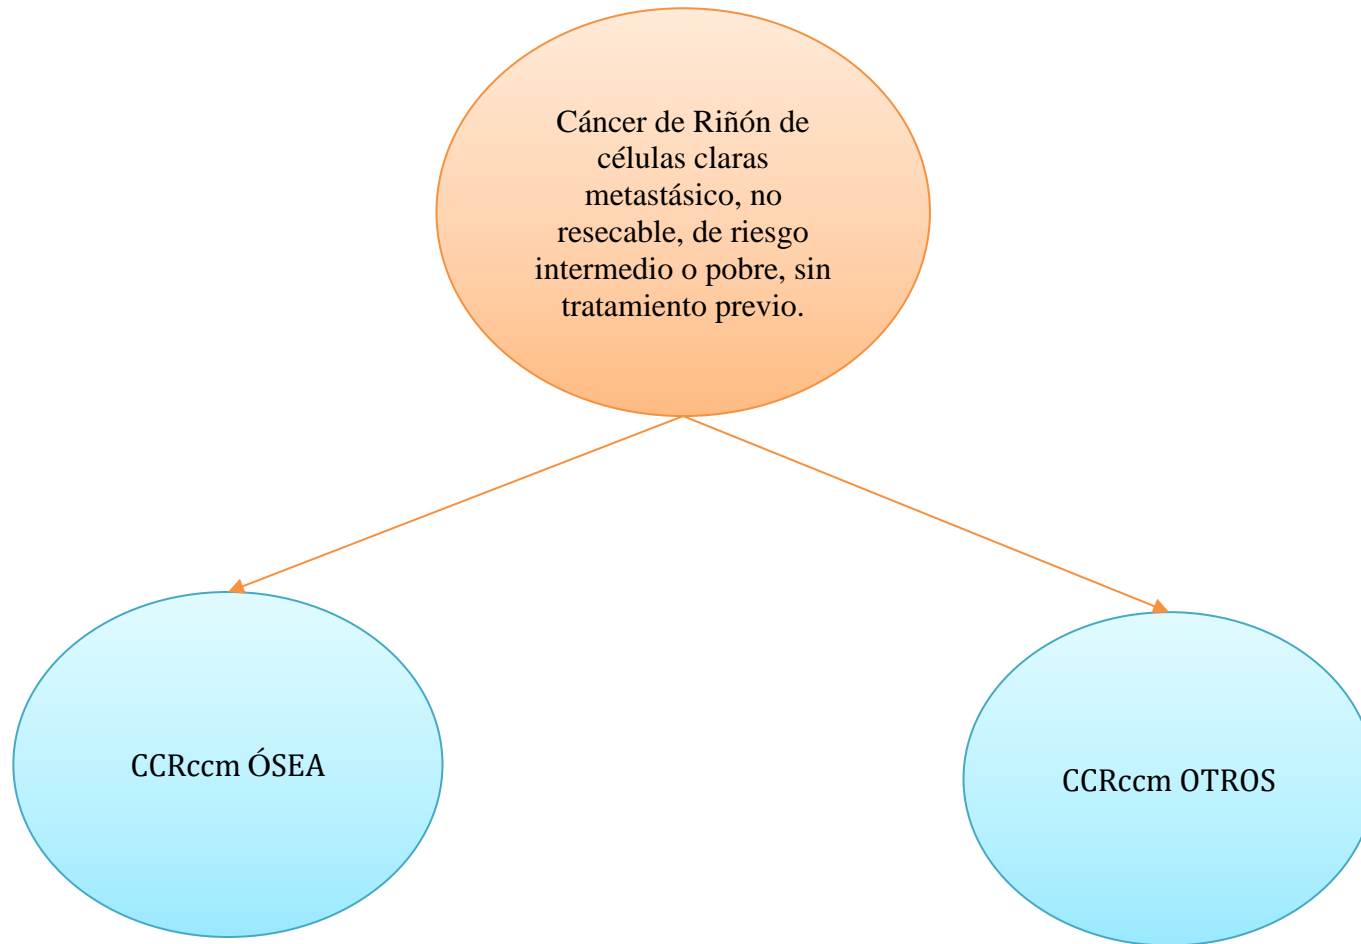 Cáncer de Riñón de
células claras
metastásico, no
resecable, de riesgo
intermedio o pobre, sin
tratamiento previo.
CCRccm ÓSEA
CCRccm OTROS